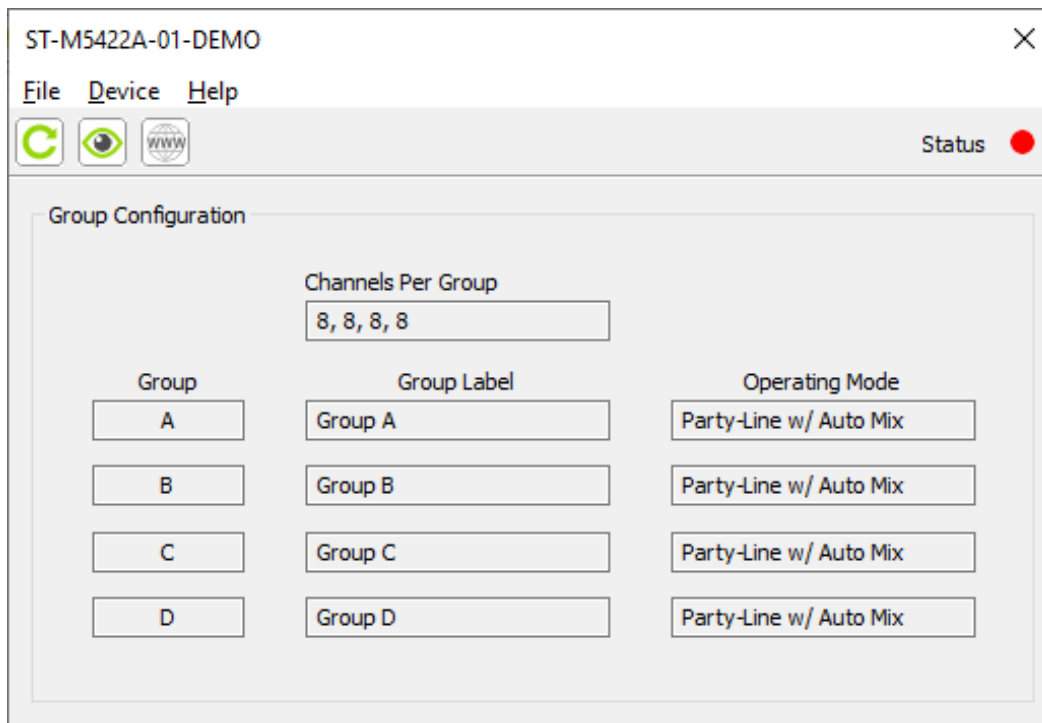 ST-M5422A-01-DEMO
File Device Help
WWW Status
Group Configuration
Channels Per Group
8, 8, 8, 8
Group Group Label Operating Mode
A Group A Party-Line w/ Auto Mix
B Group B Party-Line w/ Auto Mix
C Group C Party-Line w/ Auto Mix
D Group D Party-Line w/ Auto Mix